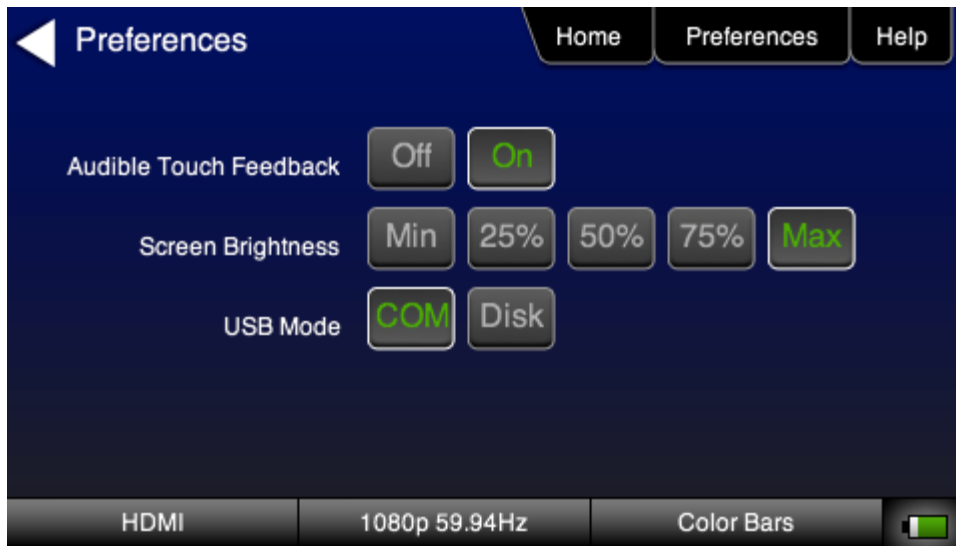 Preferences
Home Preferences Help
Audible Touch Feedback Off On
Screen Brightness Min 25% 50% 75% Max
USB Mode COM Disk
HDMI 1080p 59.94Hz Color Bars